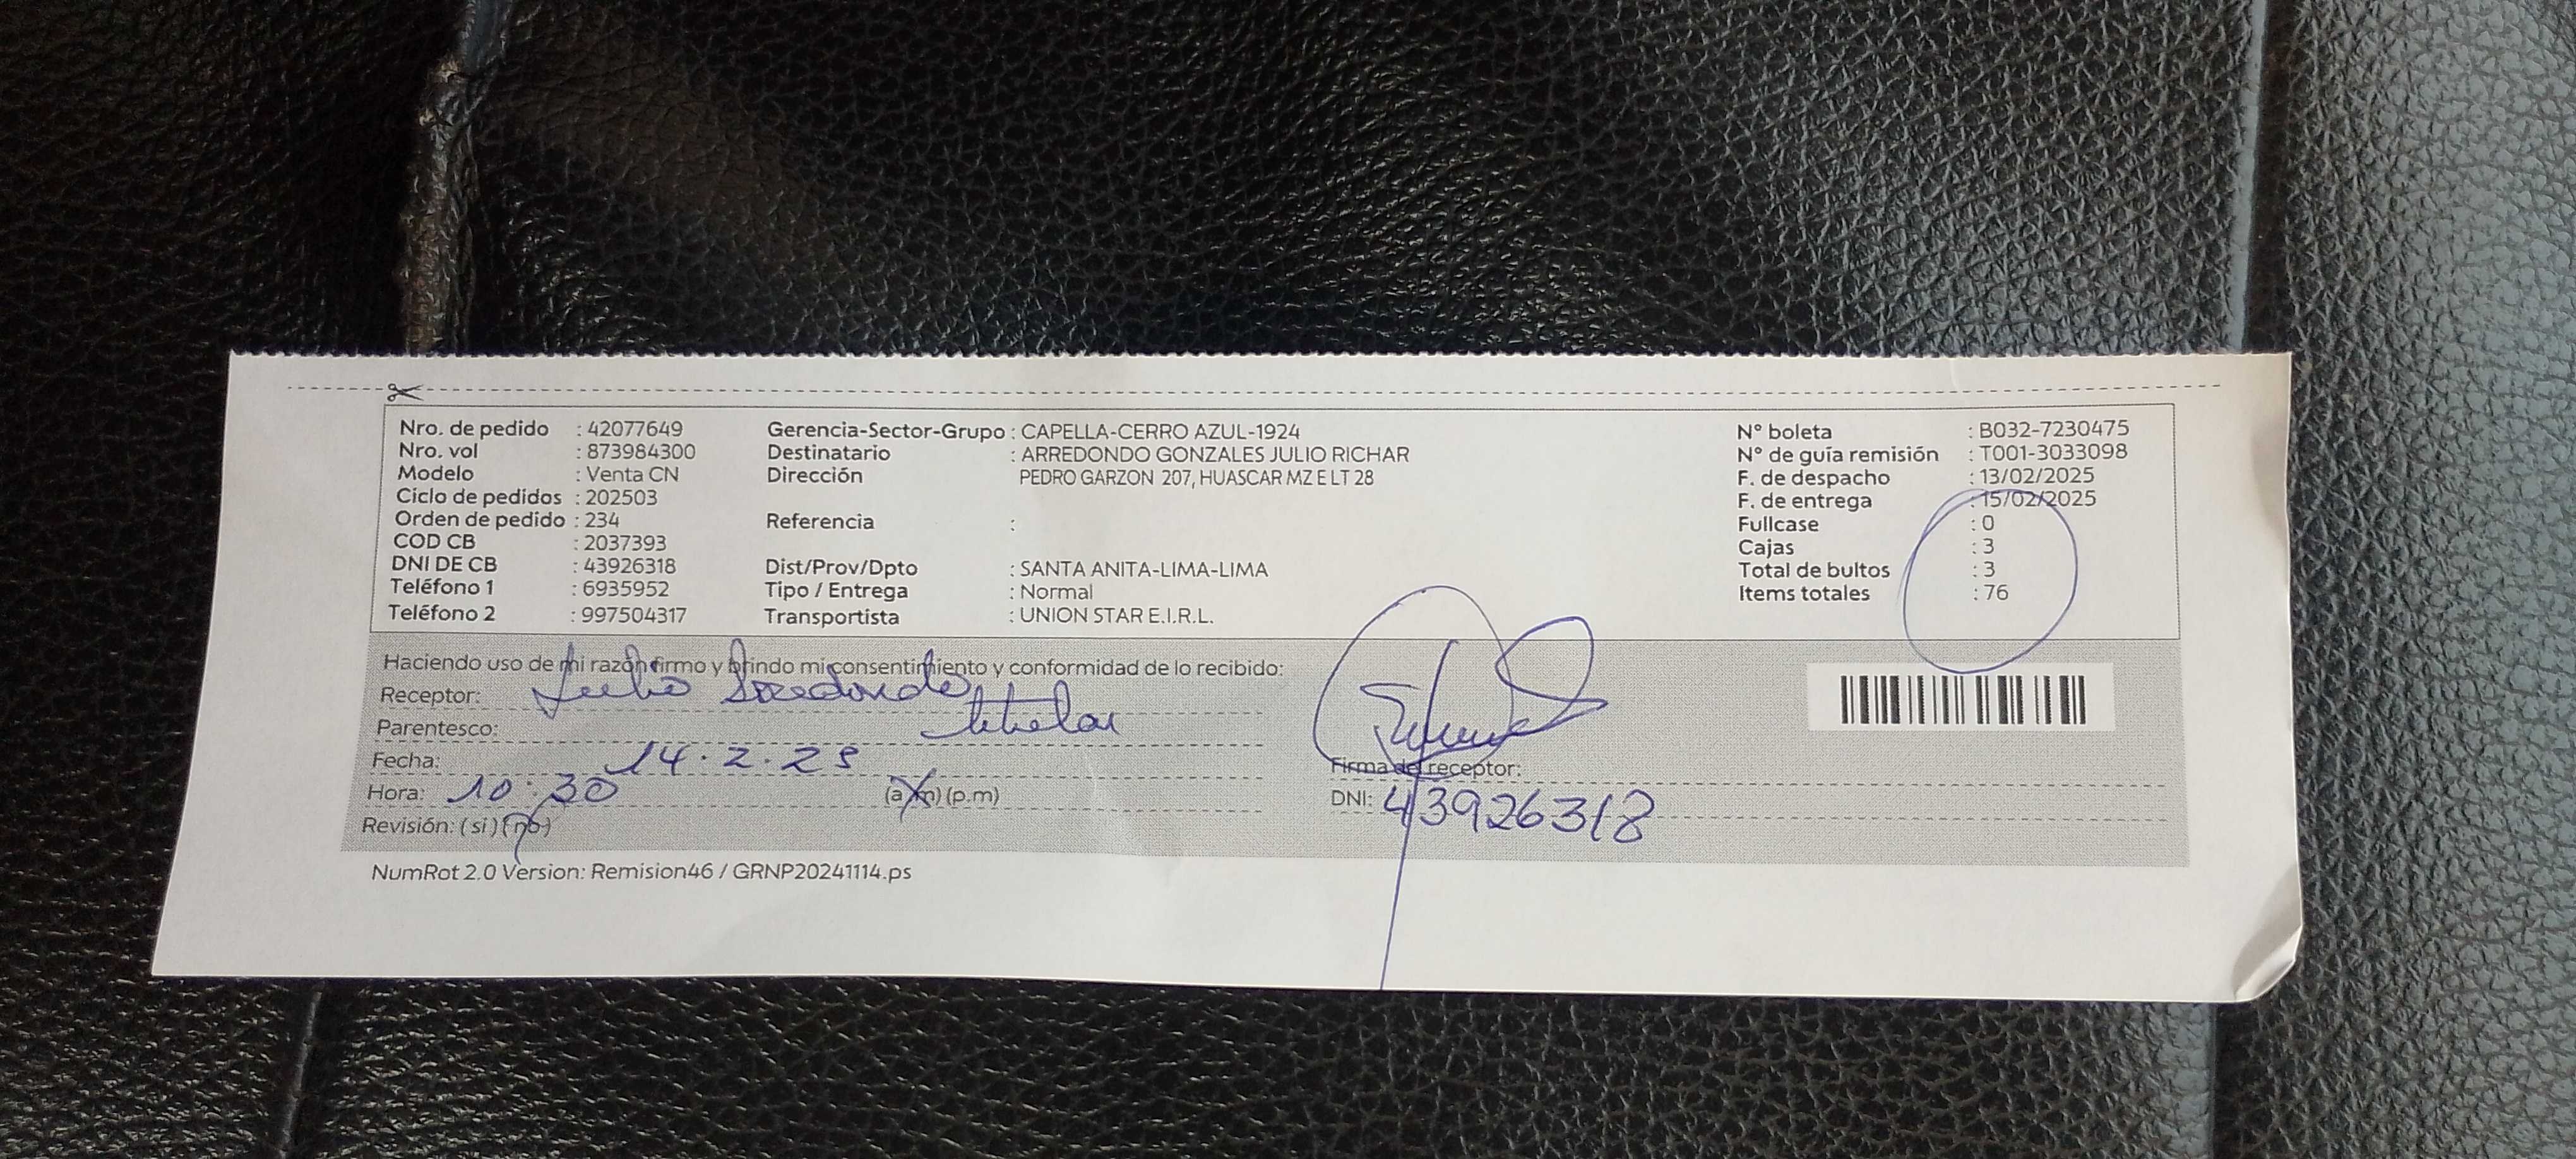 Nro. de pedido : 42077649
Nro. vol : 873984300
Modelo : Venta CN
Ciclo de pedidos : 202503
Orden de pedido : 234
COD CB : 2037393
DNI DE CB : 43926318
Teléfono 1 : 6935952
Teléfono 2 : 997504317
Gerencia-Sector-Grupo : CAPELLA-CERRO AZUL-1924
Destinatario : ARREDONDO GONZALES JULIO RICHAR
Dirección PEDRO GARZON 207, HUASCAR MZ E LT 28
Referencia :
Dist/Prov/Dpto : SANTA ANITA-LIMA-LIMA
Tipo / Entrega : Normal
Transportista : UNION STAR E.I.R.L.
N° boleta : B032-7230475
N° de guía remisión : T001-3033098
F. de despacho : 13/02/2025
F. de entrega : 15/02/2025
Fullcase : 0
Cajas : 3
Total de bultos : 3
Items totales : 76
Haciendo uso de mi razón firmo y brindo mi consentimiento y conformidad de lo recibido:
Receptor: Julio Arredondo
Parentesco: titular
Fecha: 14.2.25
Hora: 10:30 (a.m) (p.m)
Revisión: ( si ) ( no )
Firma del receptor:
DNI: 43926318
NumRot 2.0 Version: Remision46 / GRNP20241114.ps